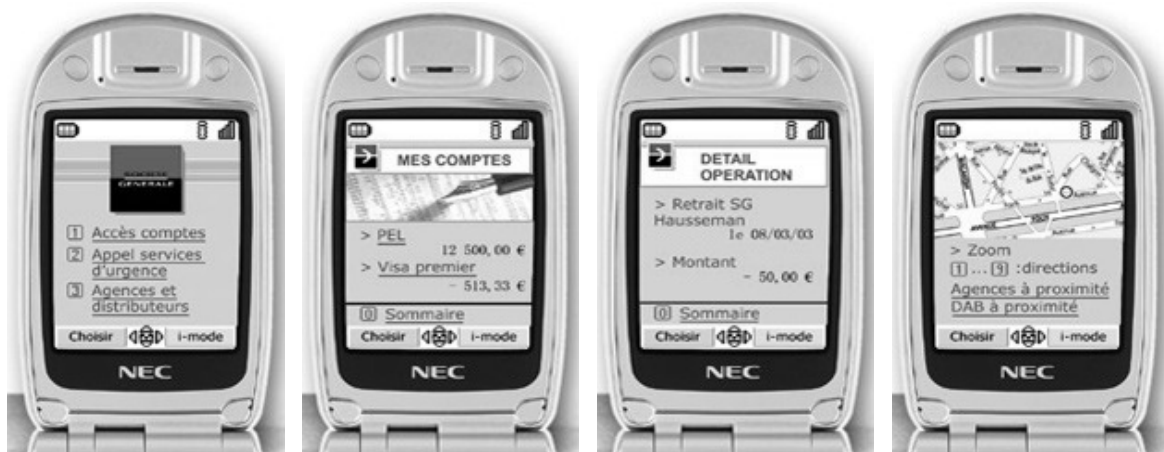 SOCIETE
GENERALE
1 Accès comptes
2 Appel services
d'urgence
3 Agences et
distributeurs
Choisir i-mode
NEC
MES COMPTES
> PEL
12 500,00 €
> Visa premier
- 513,33 €
0 Sommaire
Choisir i-mode
NEC
DETAIL
OPERATION
> Retrait SG
Hausseman
le 08/03/03
> Montant
- 50,00 €
0 Sommaire
Choisir i-mode
NEC
AVENUE
Avenue
> Zoom
1...9 :directions
Agences à proximité
DAB à proximité
Choisir i-mode
NEC